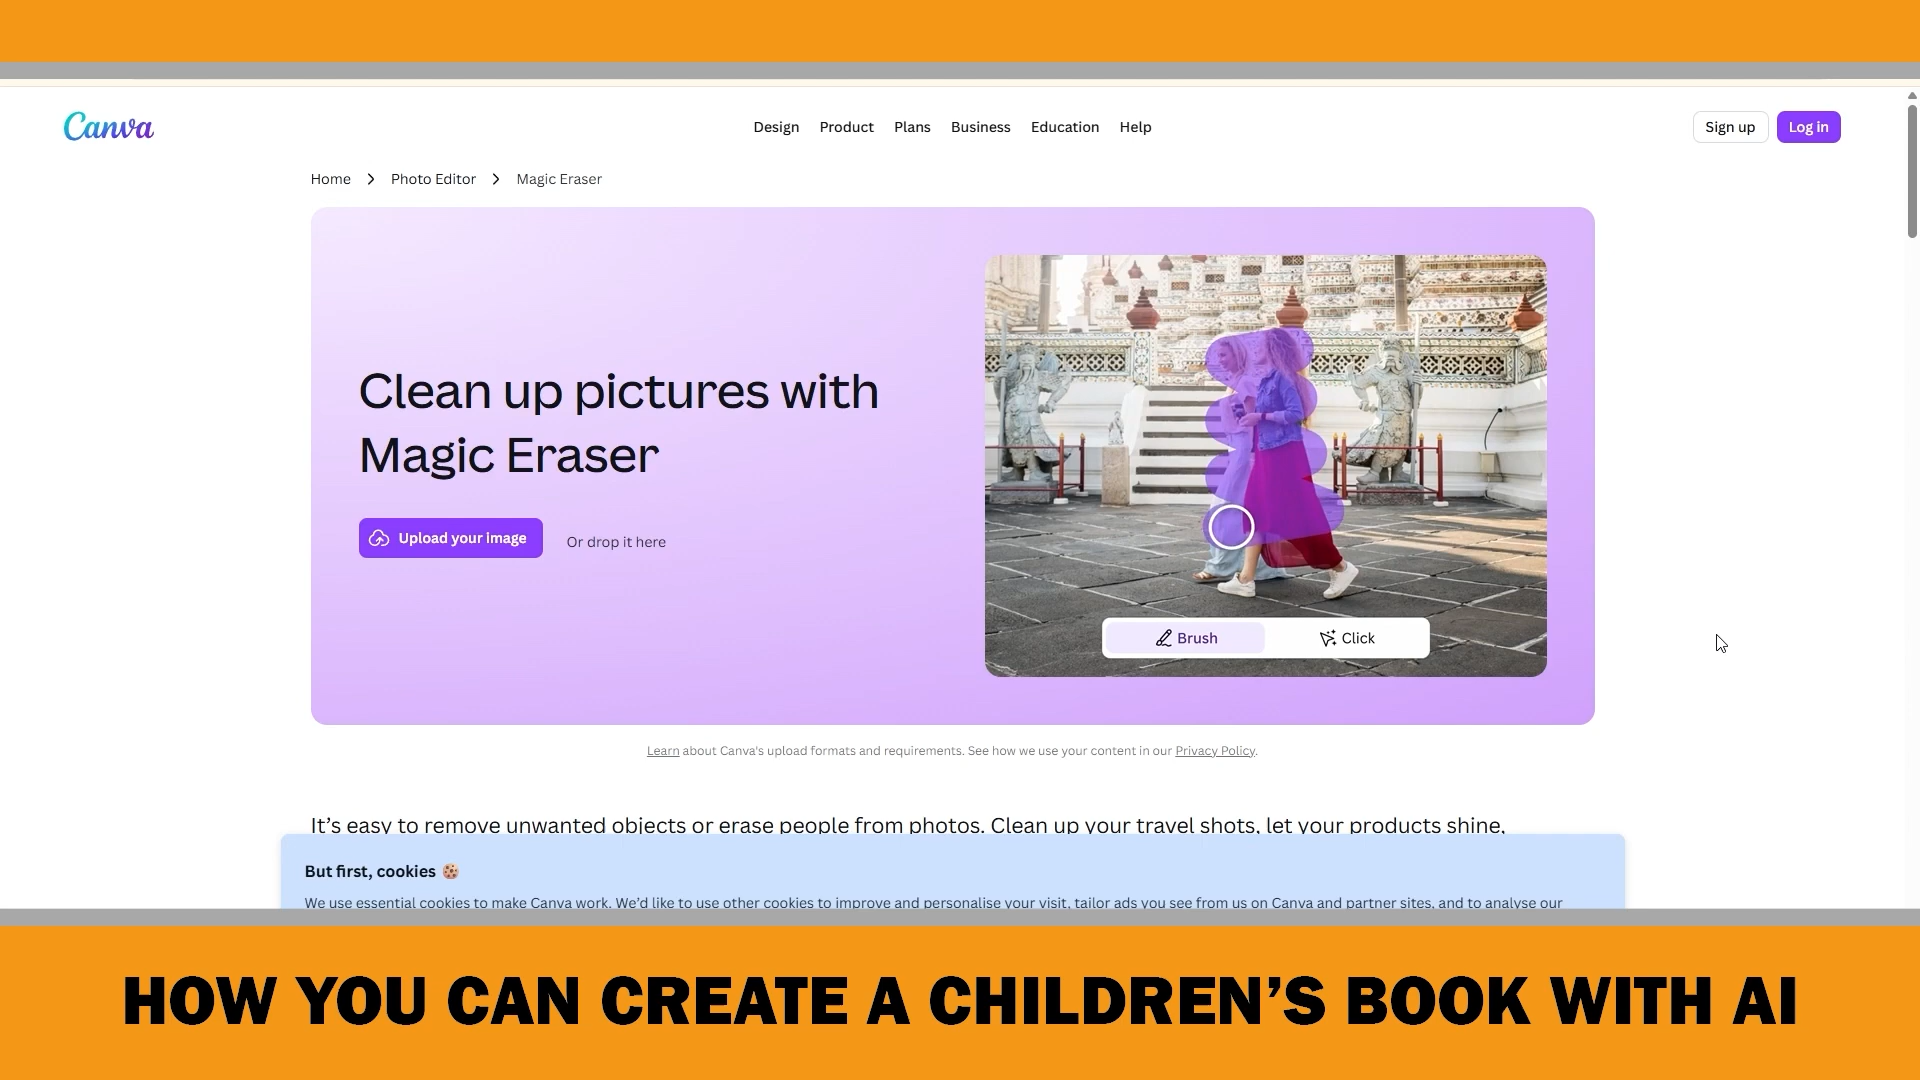 Canva
Design Product Plans Business Education Help
Sign up Log in
Home Photo Editor Magic Eraser
Clean up pictures with
Magic Eraser
Upload your image Or drop it here
Brush Click
Learn about Canva's upload formats and requirements. See how we use your content in our Privacy Policy.
It’s easy to remove unwanted objects or erase people from photos. Clean up your travel shots, let your products shine,
But first, cookies 🍪
We use essential cookies to make Canva work. We’d like to use other cookies to improve and personalise your visit, tailor ads you see from us on Canva and partner sites, and to analyse our
HOW YOU CAN CREATE A CHILDREN’S BOOK WITH AI